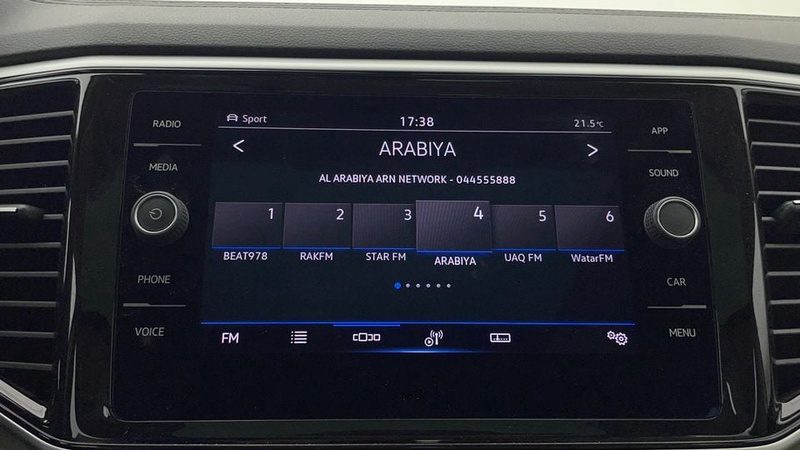 RADIO
MEDIA
PHONE
VOICE
Sport 17:38 21.5°C
< ARABIYA >
AL ARABIYA ARN NETWORK - 044555888
1 2 3 4 5 6
BEAT978 RAKFM STAR FM ARABIYA UAQ FM WatarFM
FM
APP
SOUND
CAR
MENU